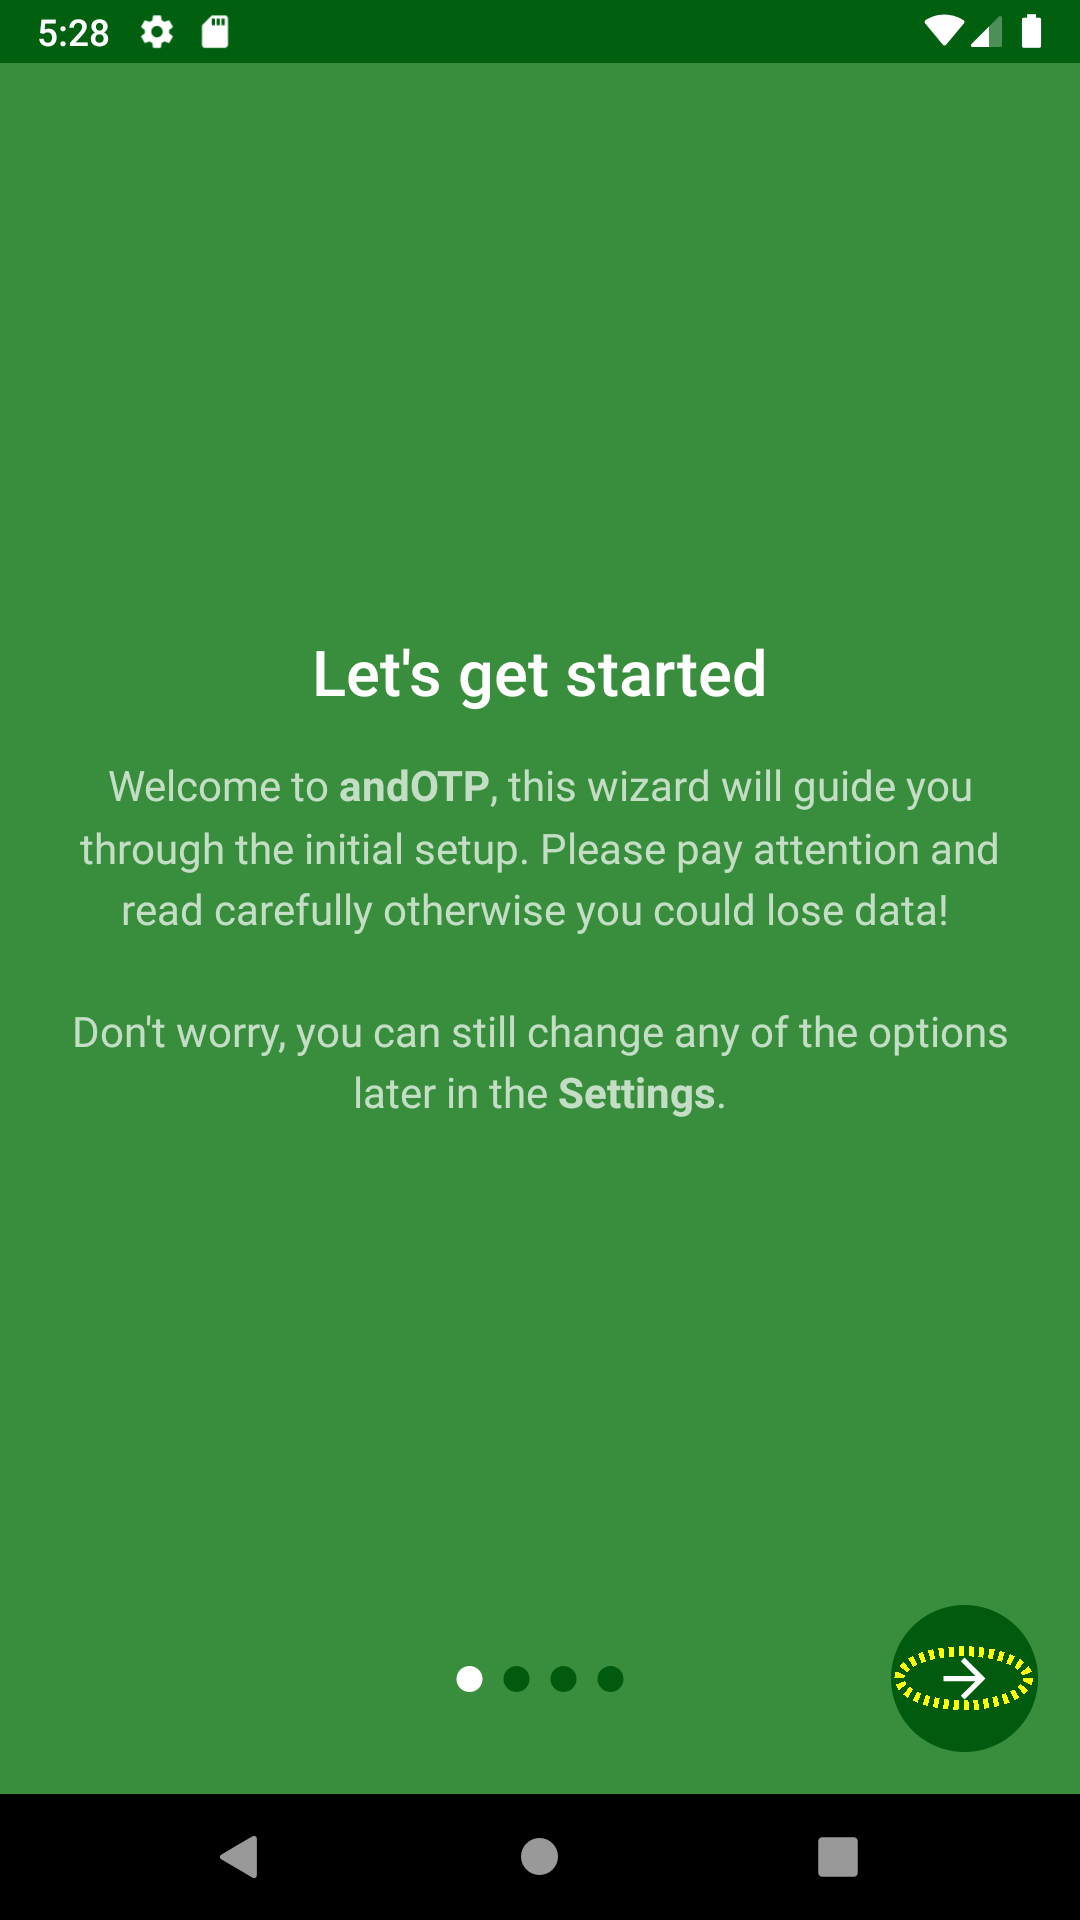 5:28
Let's get started
Welcome to andOTP, this wizard will guide you
through the initial setup. Please pay attention and
read carefully otherwise you could lose data!
Don't worry, you can still change any of the options
later in the Settings.